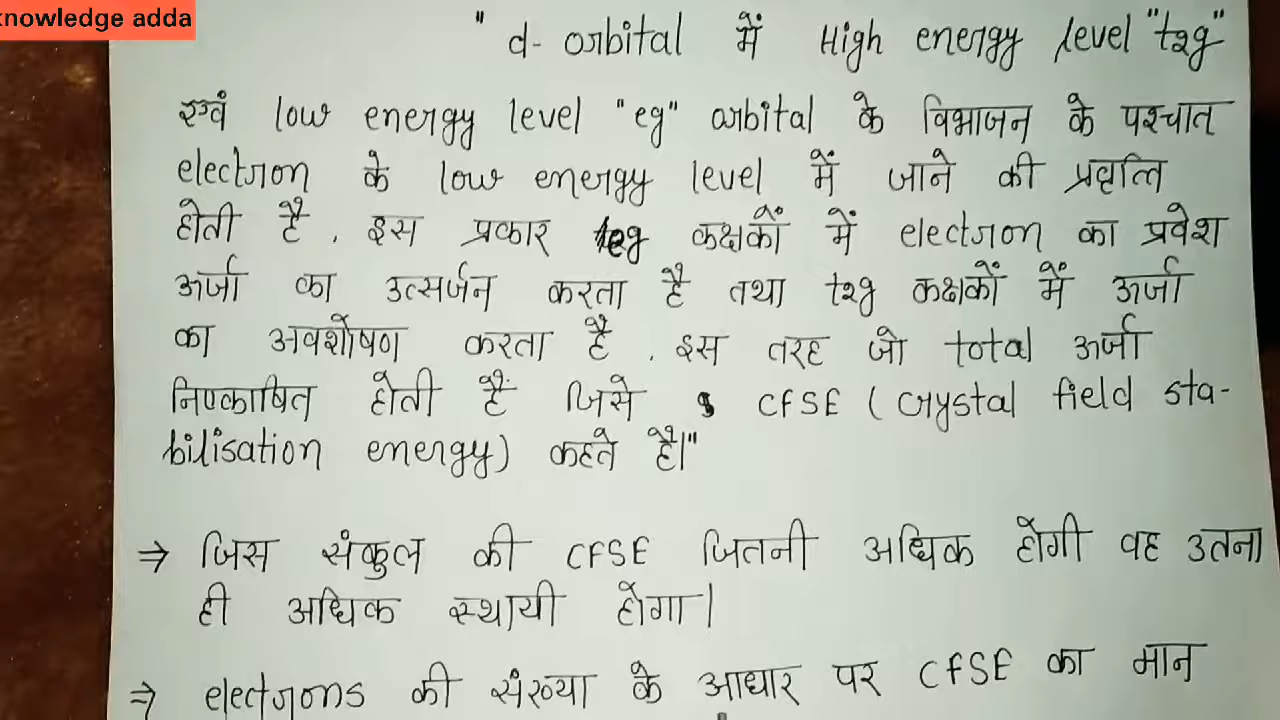 knowledge adda
" d- orbital में High energy level "t2g"
एवं low energy level "eg" orbital के विभाजन के पश्चात
electron के low energy level में जाने की प्रवृत्ति
होती है . इस प्रकार eg कक्षकों में electron का प्रवेश
ऊर्जा का उत्सर्जन करता है तथा t2g कक्षकों में ऊर्जा
का अवशोषण करता है . इस तरह जो total ऊर्जा
निष्काषित होती हैं जिसे CFSE ( Crystal field sta-
bilisation energy) कहते है।"
⇒ जिस संकुल की CFSE जितनी अधिक होगी वह उतना
ही अधिक स्थायी होगा।
⇒ electrons की संख्या के आधार पर CFSE का मान